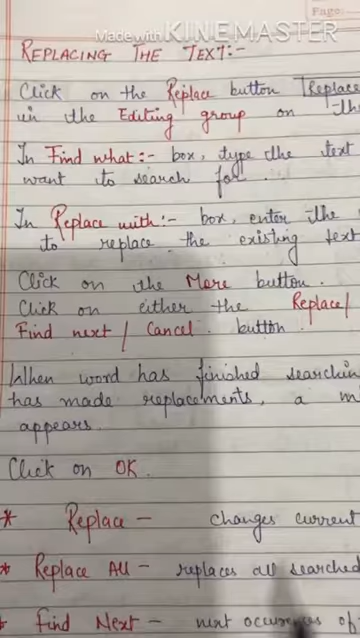 Page:
Made with KINEMASTER
REPLACING THE TEXT:-
Click on the Replace button [Replace
in the Editing group on the
In Find what:- box, type the text
want to search for.
In Replace with:- box, enter the
to replace the existing text
Click on the More button.
Click on either the Replace/
Find next / Cancel. button.
When word has finished searchin
has made replacements, a m
appears.
Click on OK.
* Replace - changes current
* Replace All - replaces all searched
* Find Next - next occurences of